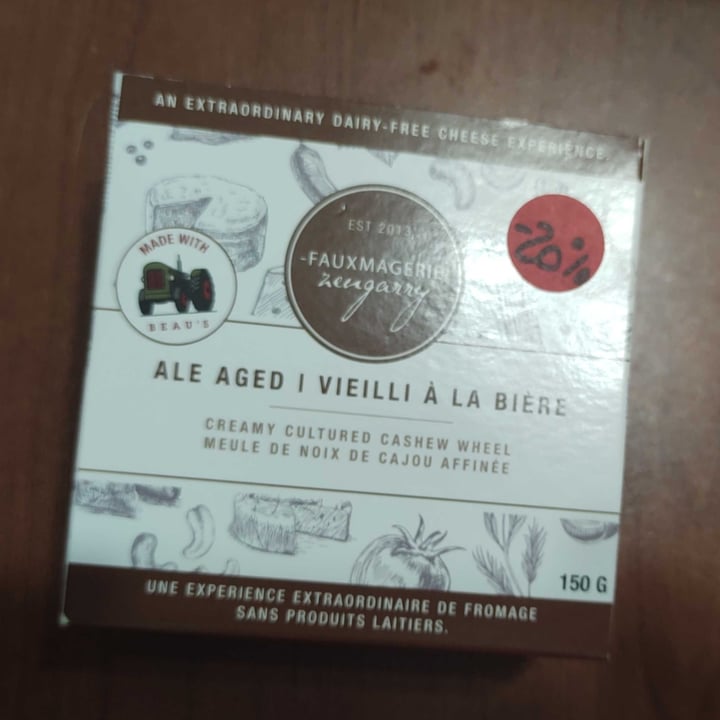 AN EXTRAORDINARY DAIRY-FREE CHEESE EXPERIENCE.
EST 2013
-FAUXMAGERIE
zengarry
-20%
MADE WITH
BEAU'S
ALE AGED | VIEILLI À LA BIÈRE
CREAMY CULTURED CASHEW WHEEL
MEULE DE NOIX DE CAJOU AFFINÉE
150 G
UNE EXPERIENCE EXTRAORDINAIRE DE FROMAGE
SANS PRODUITS LAITIERS.